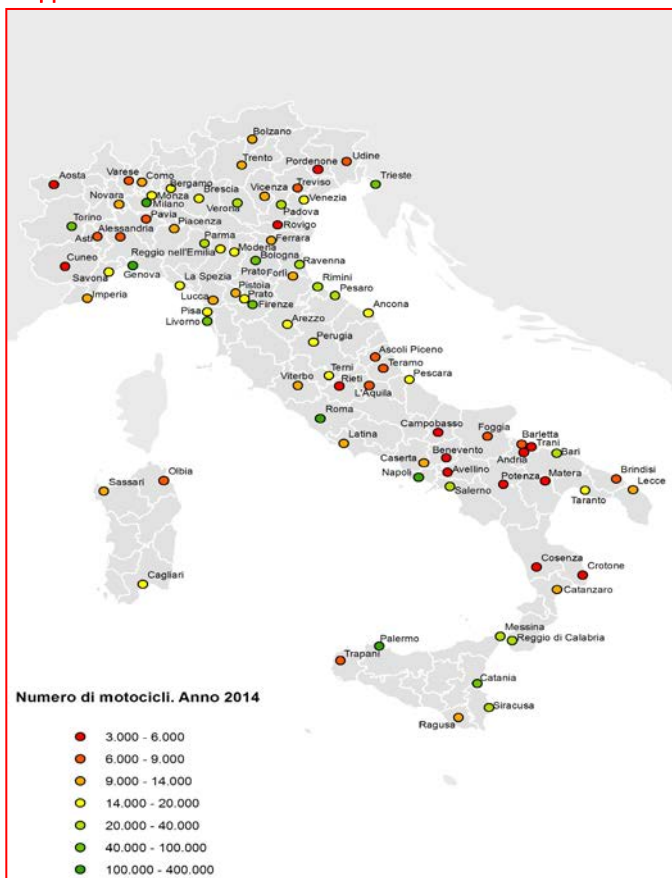 Bolzano
Trento
Udine
Pordenone
Aosta
Varese
Como
Bergamo
Brescia
Vicenza
Treviso
Trieste
Novara
Monza
Milano
Verona
Padova
Venezia
Torino
Pavia
Piacenza
Rovigo
Asti
Alessandria
Parma
Ferrara
Cuneo
Reggio nell'Emilia
Modena
Bologna
Ravenna
Savona
Genova
La Spezia
Prato
Forlì
Rimini
Imperia
Lucca
Pistoia
Prato
Firenze
Pesaro
Pisa
Livorno
Arezzo
Ancona
Perugia
Ascoli Piceno
Teramo
Viterbo
Terni
Rieti
L'Aquila
Pescara
Roma
Latina
Campobasso
Foggia
Barletta
Trani
Andria
Bari
Caserta
Benevento
Napoli
Avellino
Salerno
Potenza
Matera
Brindisi
Lecce
Taranto
Sassari
Olbia
Cagliari
Cosenza
Crotone
Catanzaro
Messina
Reggio di Calabria
Palermo
Trapani
Catania
Siracusa
Ragusa
Numero di motocicli. Anno 2014
3.000 - 6.000
6.000 - 9.000
9.000 - 14.000
14.000 - 20.000
20.000 - 40.000
40.000 - 100.000
100.000 - 400.000